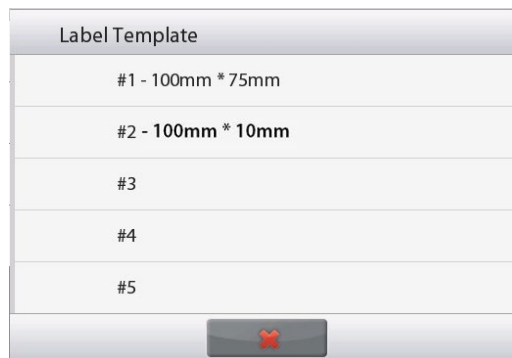 Label Template
#1 - 100mm * 75mm
#2 - 100mm * 10mm
#3
#4
#5